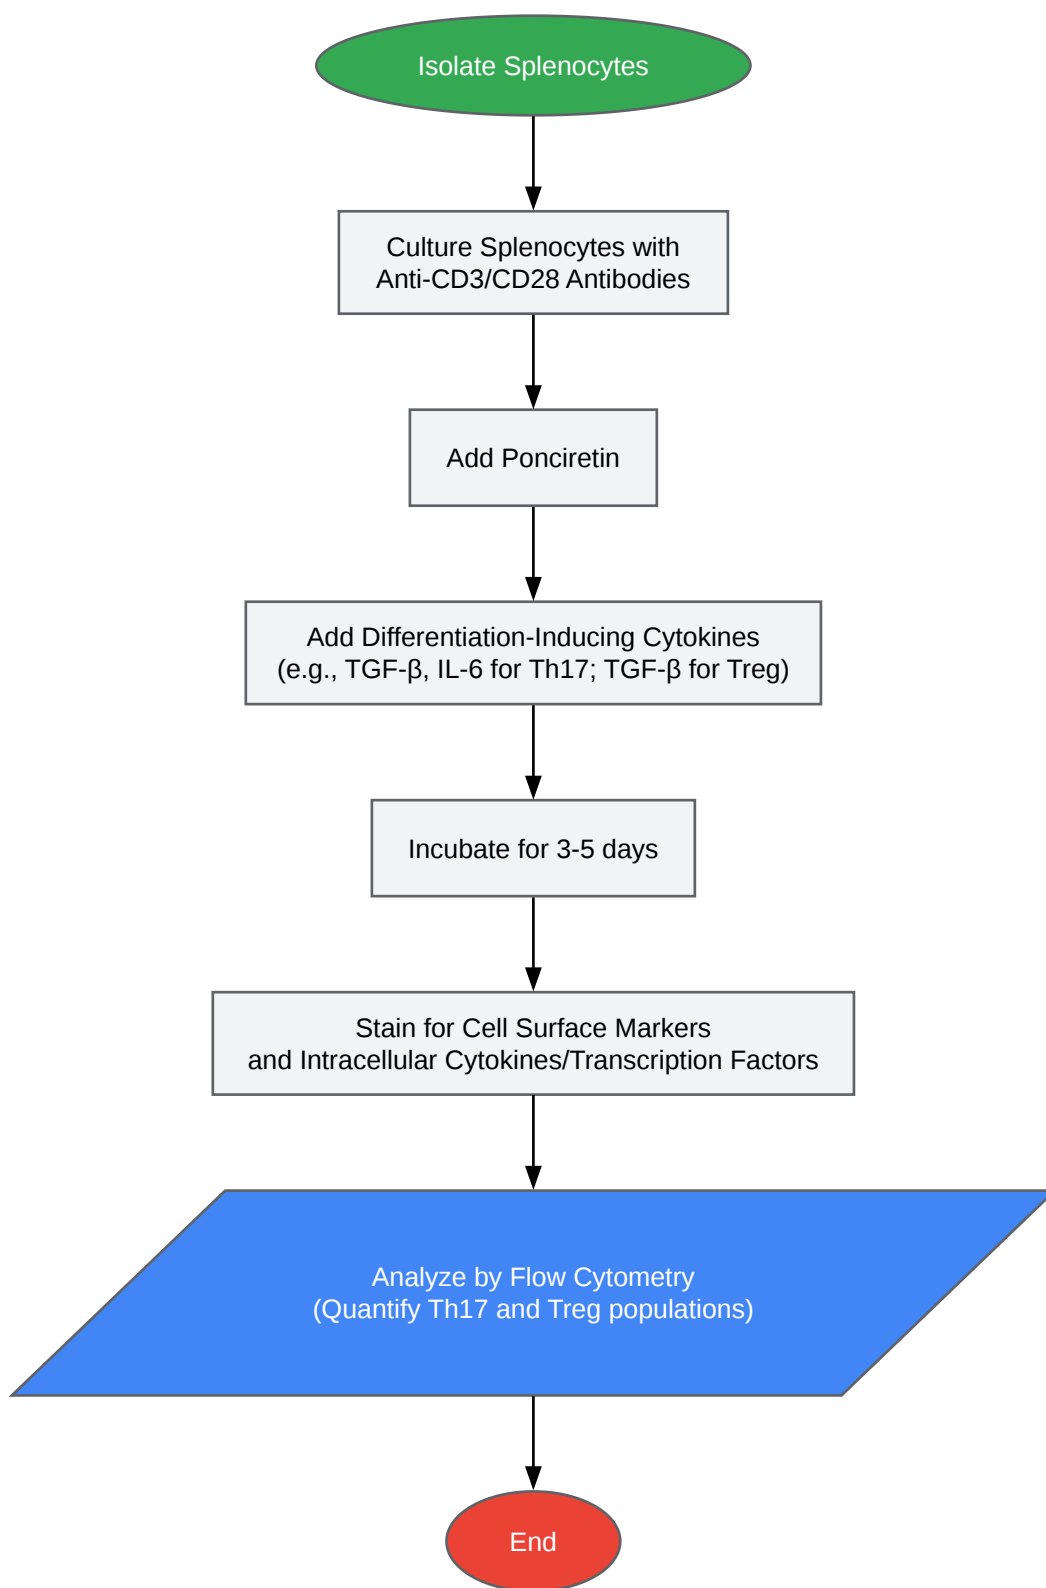 Isolate Splenocytes
Culture Splenocytes with
Anti-CD3/CD28 Antibodies
Add Ponciretin
Add Differentiation-Inducing Cytokines
(e.g., TGF-β, IL-6 for Th17; TGF-β for Treg)
Incubate for 3-5 days
Stain for Cell Surface Markers
and Intracellular Cytokines/Transcription Factors
Analyze by Flow Cytometry
(Quantify Th17 and Treg populations)
End